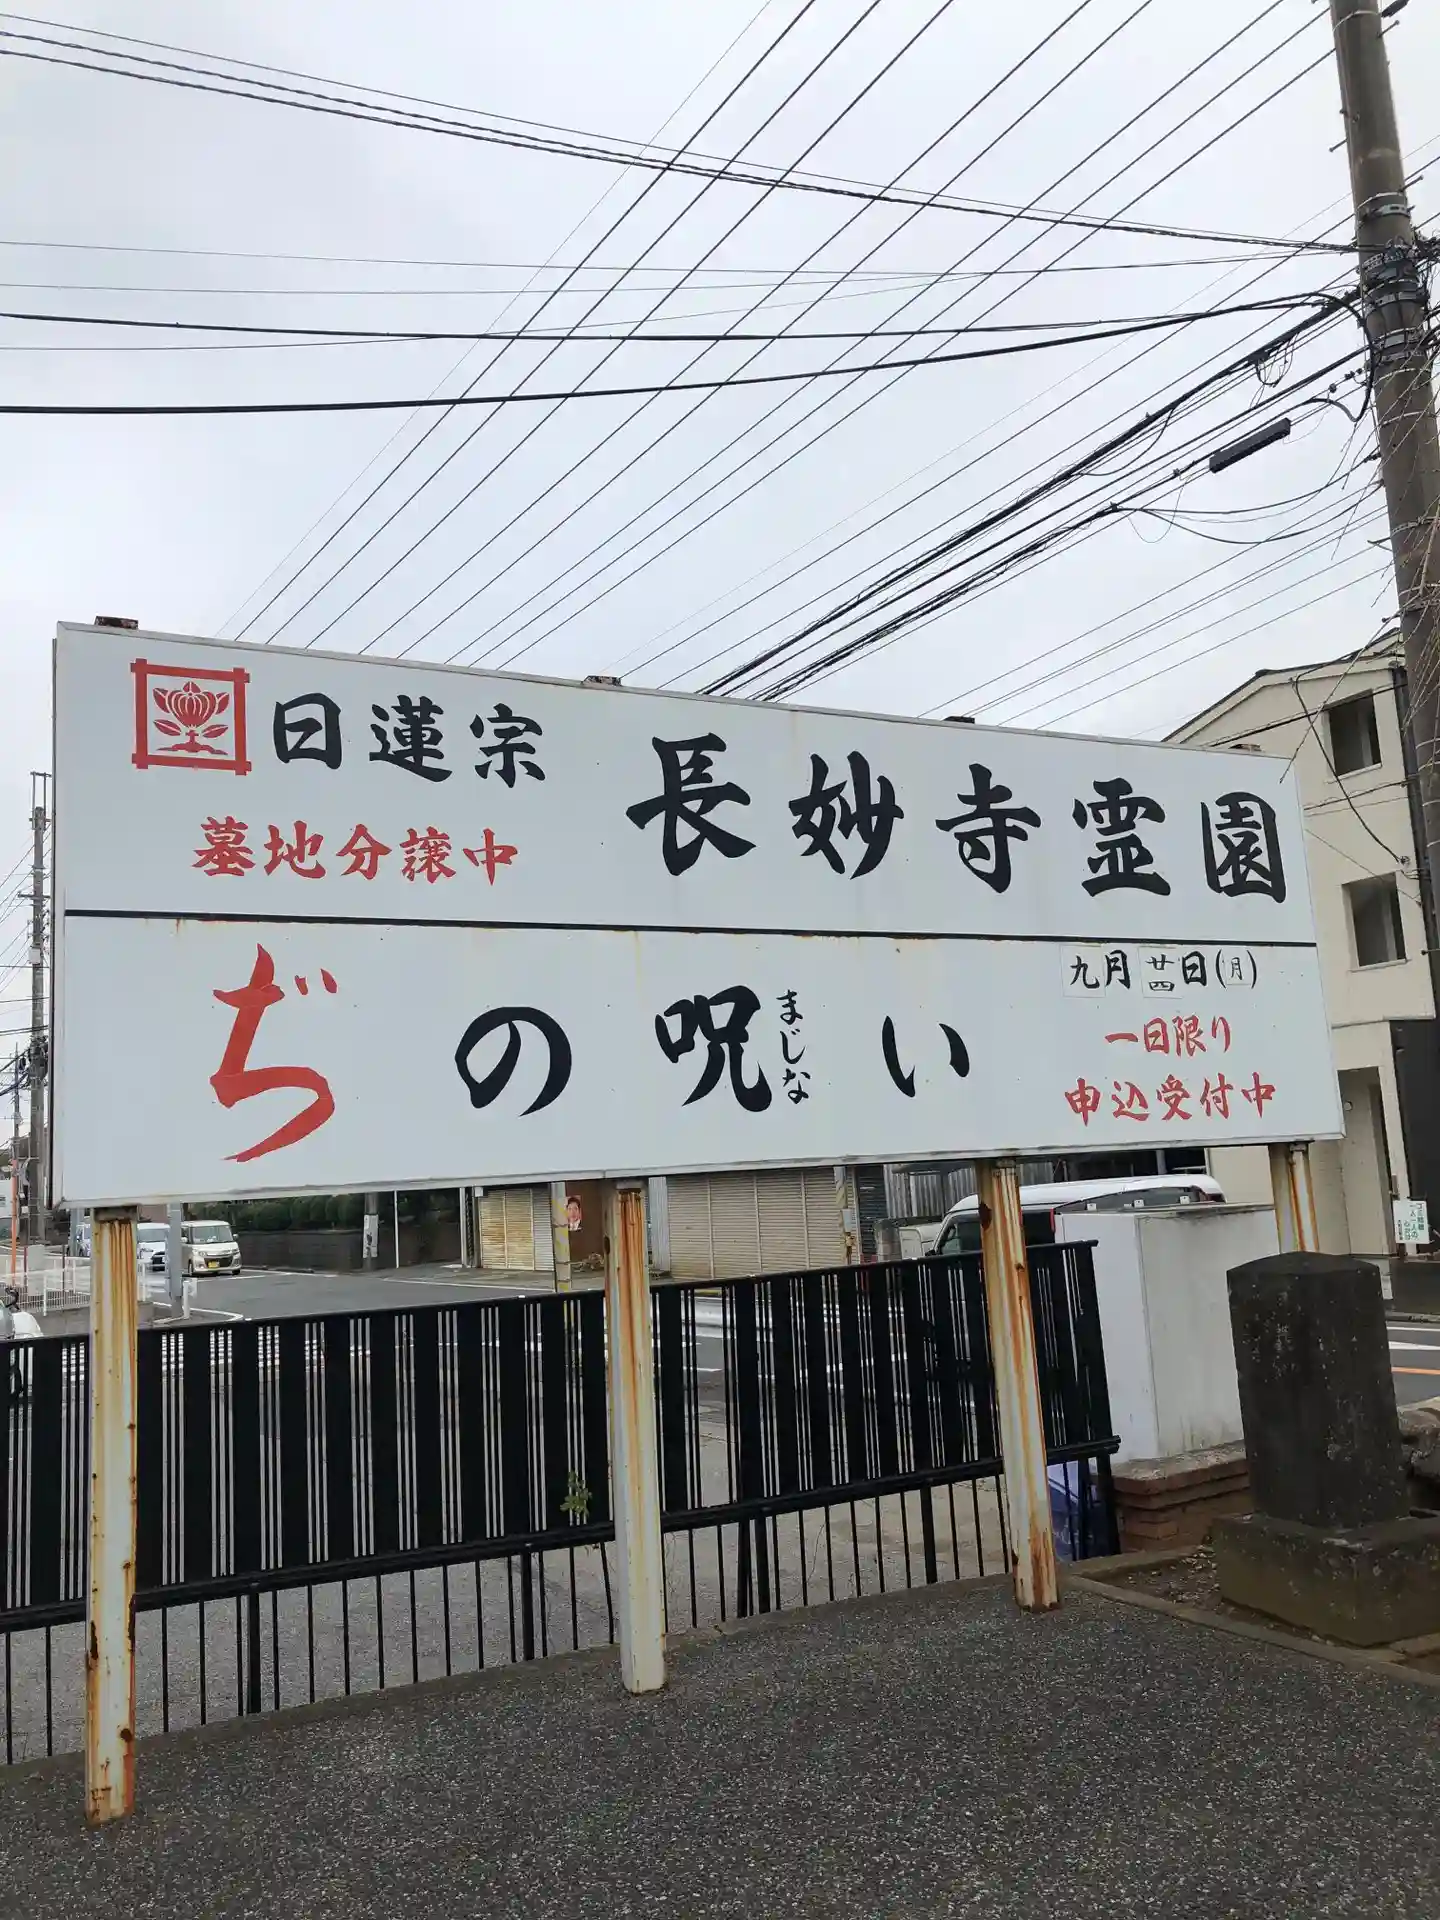 日蓮宗
墓地分譲中
長妙寺霊園
ぢの呪い
まじな
九月廿四日(月)
一日限り
申込受付中